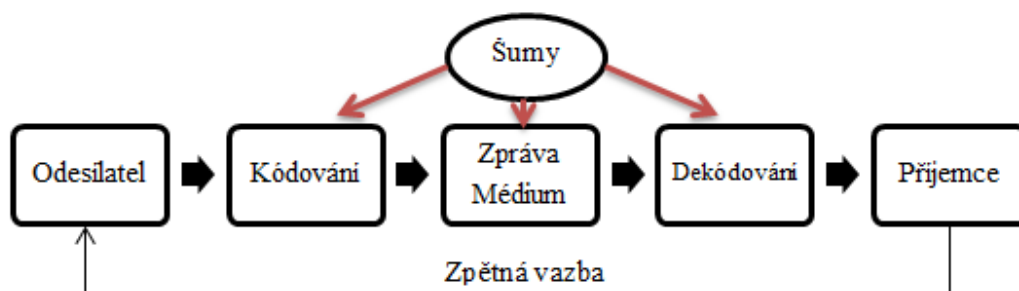 Šumy
Odesílatel
Kódování
Zpráva
Médium
Dekódování
Příjemce
Zpětná vazba